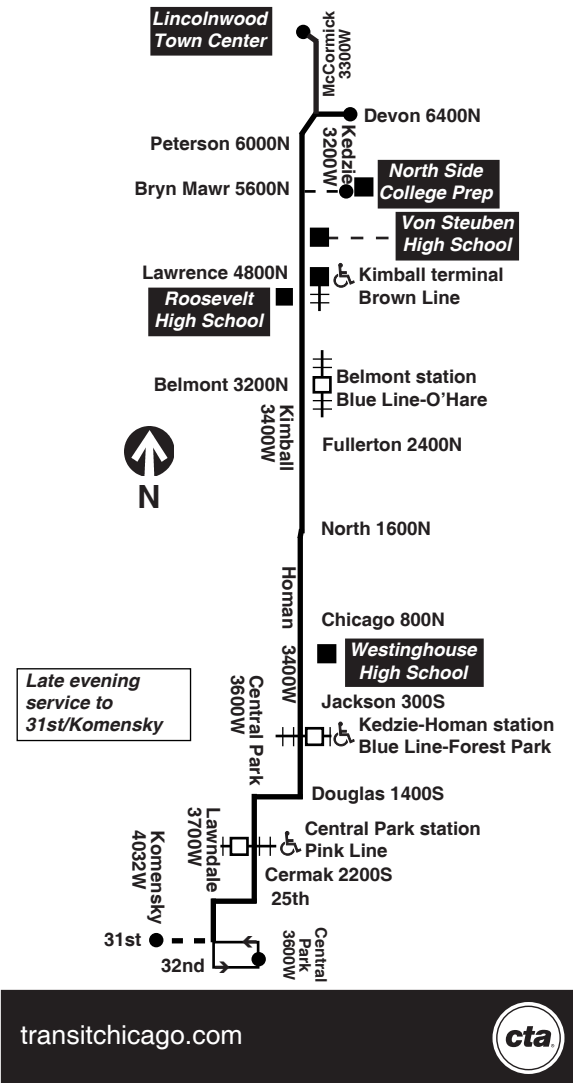 Lincolnwood
Town Center
McCormick
3300W
Devon 6400N
Peterson 6000N
Kedzie
3200W
Bryn Mawr 5600N
North Side
College Prep
Von Steuben
High School
Lawrence 4800N
Kimball terminal
Brown Line
Roosevelt
High School
Belmont 3200N
Belmont station
Blue Line-O'Hare
Kimball
3400W
Fullerton 2400N
N
North 1600N
Homan 3400W
Chicago 800N
Westinghouse
High School
Late evening
service to
31st/Komensky
Central Park
3600W
Jackson 300S
Kedzie-Homan station
Blue Line-Forest Park
Douglas 1400S
Lawndale
3700W
Central Park station
Pink Line
Komensky
4032W
Cermak 2200S
25th
31st
32nd
Central
Park
3600W
transitchicago.com
cta